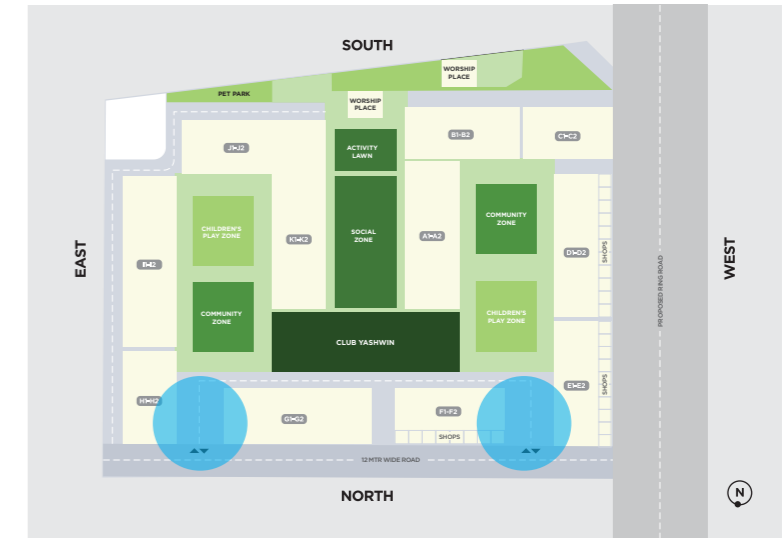 SOUTH
WORSHIP
PLACE
PET PARK
WORSHIP
PLACE
B1-B2
C1-C2
J1-J2
ACTIVITY
LAWN
CHILDREN'S
PLAY ZONE
K1-K2
SOCIAL
ZONE
A1-A2
COMMUNITY
ZONE
D1-D2
SHOPS
EAST
WEST
PROPOSED RING ROAD
COMMUNITY
ZONE
CHILDREN'S
PLAY ZONE
CLUB YASHWIN
H1-H2
G1-G2
F1-F2
SHOPS
E1-E2
SHOPS
12 MTR WIDE ROAD
NORTH
N